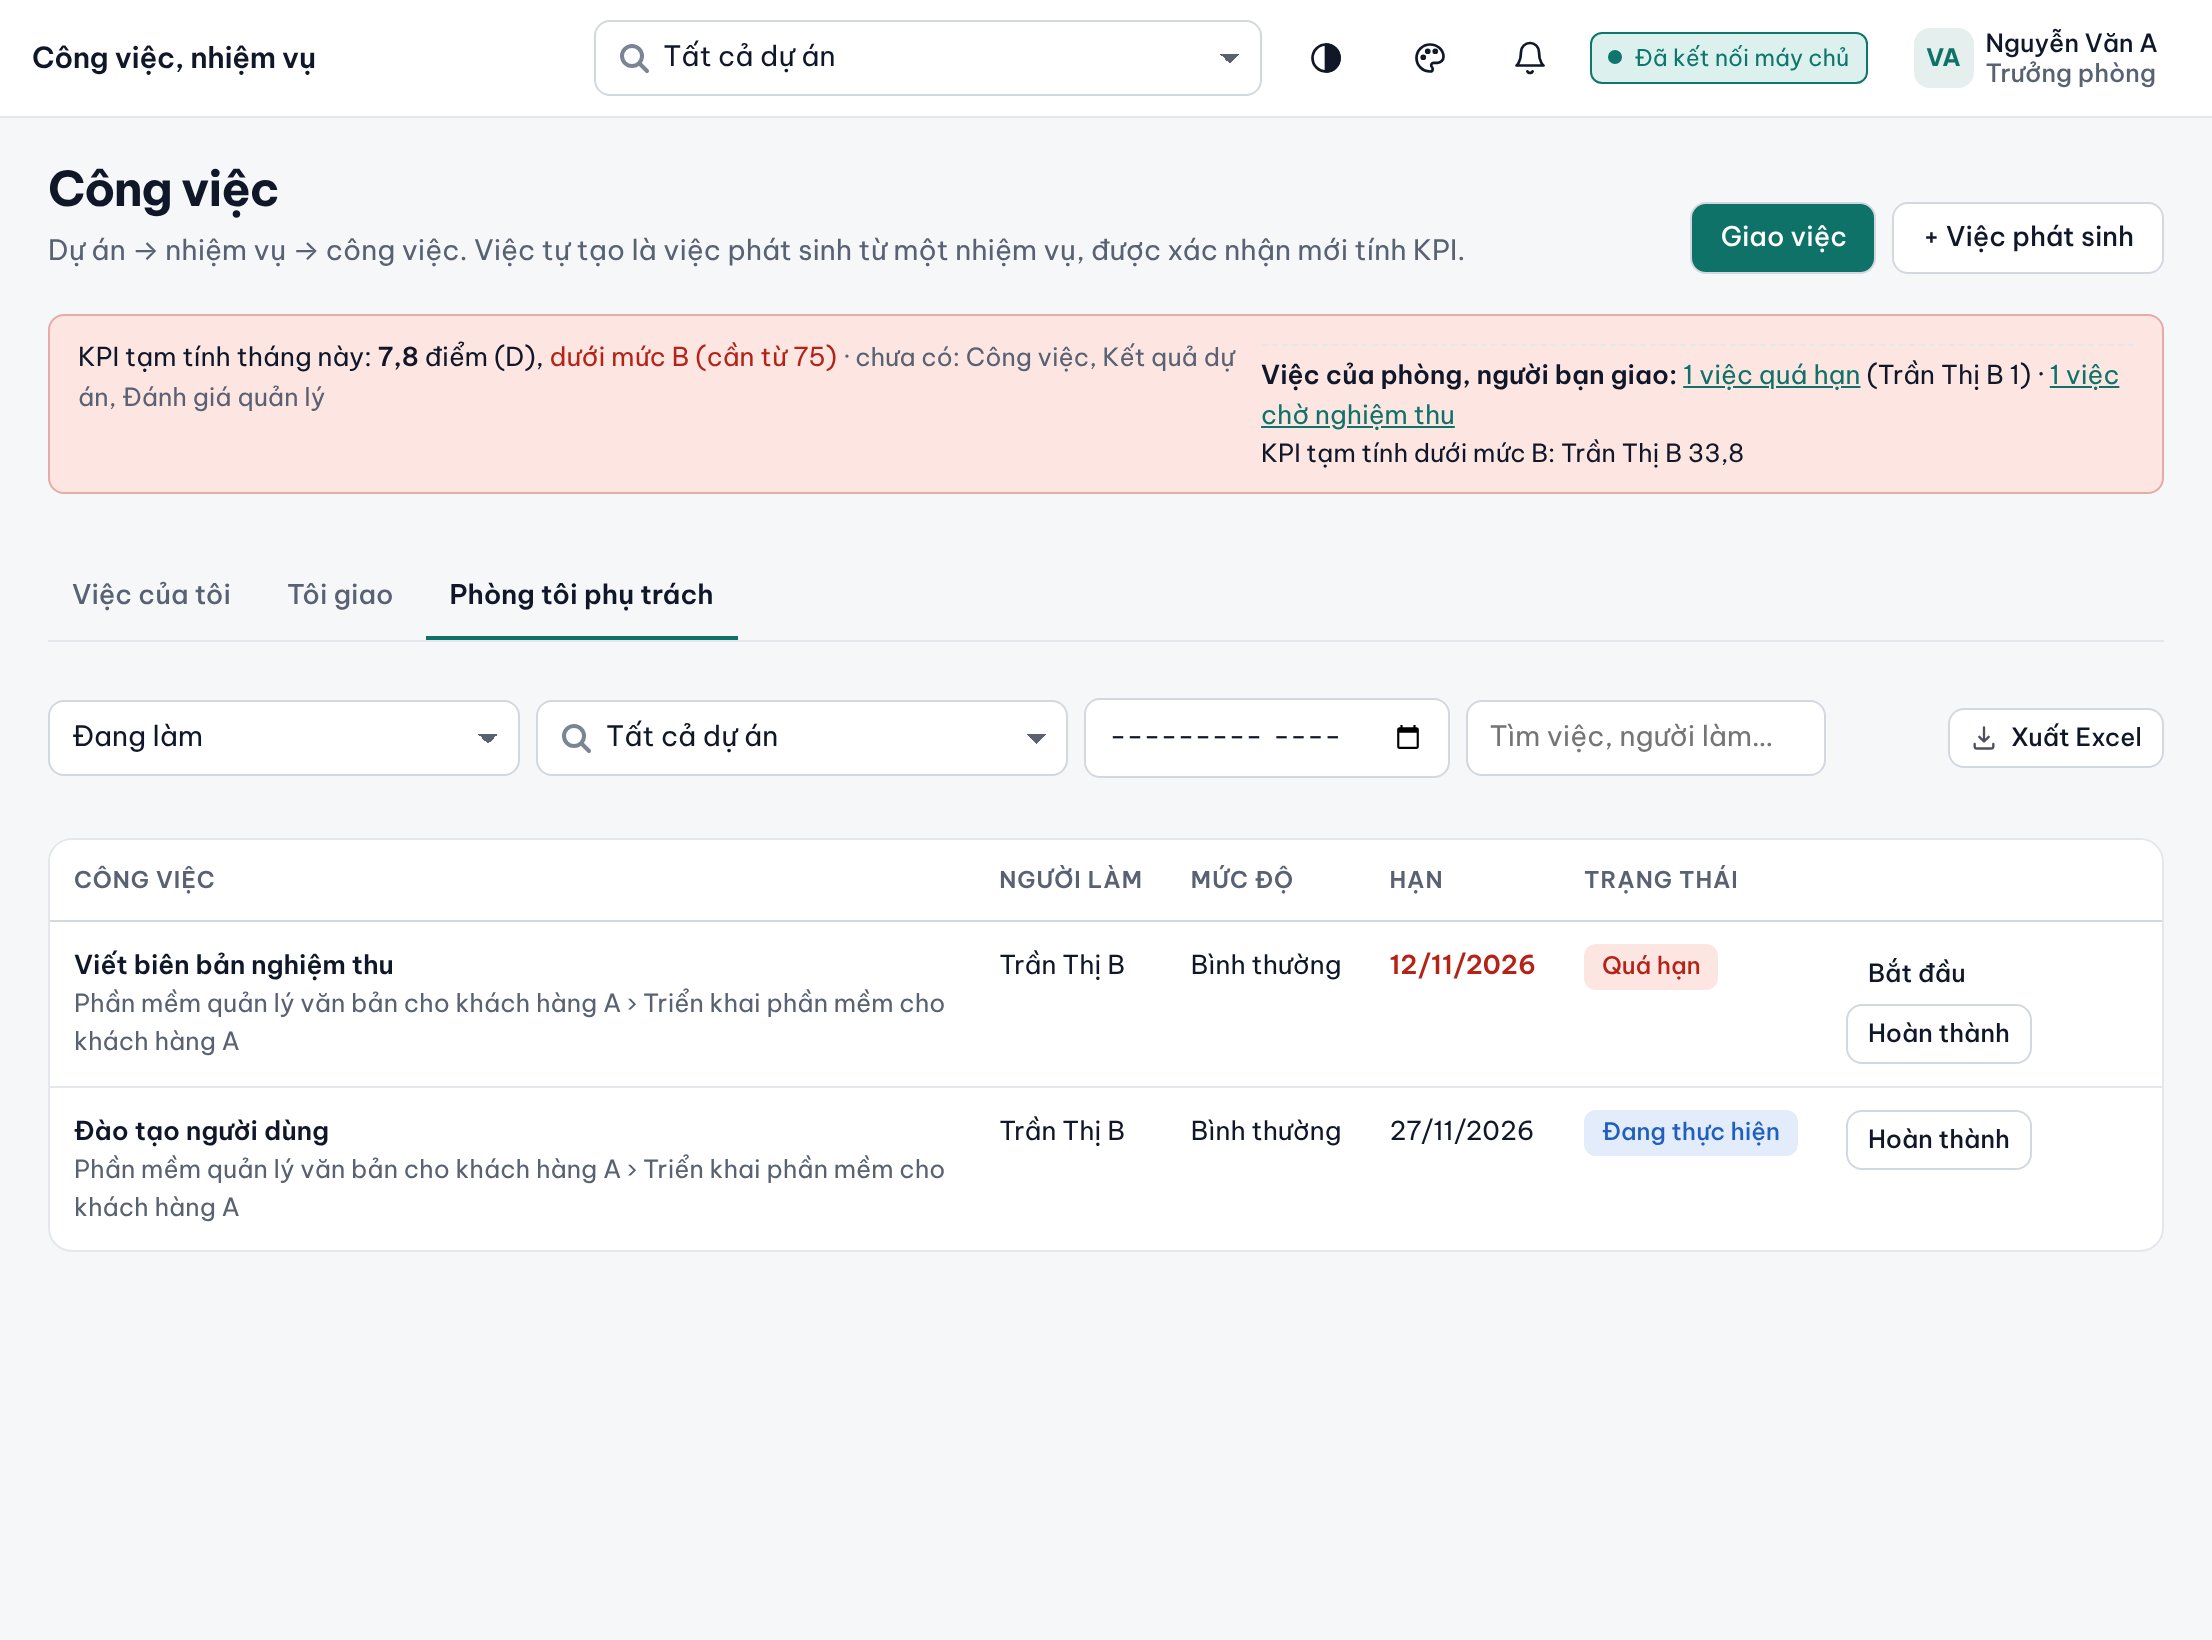 Công việc, nhiệm vụ
Tất cả dự án
Đã kết nối máy chủ
VA
Nguyễn Văn A
Trưởng phòng
Công việc
Dự án → nhiệm vụ → công việc. Việc tự tạo là việc phát sinh từ một nhiệm vụ, được xác nhận mới tính KPI.
Giao việc
+ Việc phát sinh
KPI tạm tính tháng này: 7,8 điểm (D), dưới mức B (cần từ 75) · chưa có: Công việc, Kết quả dự
án, Đánh giá quản lý
Việc của phòng, người bạn giao: 1 việc quá hạn (Trần Thị B 1) · 1 việc
chờ nghiệm thu
KPI tạm tính dưới mức B: Trần Thị B 33,8
Việc của tôi
Tôi giao
Phòng tôi phụ trách
Đang làm
Tất cả dự án
--------- ----
Tìm việc, người làm...
Xuất Excel
CÔNG VIỆC NGƯỜI LÀM MỨC ĐỘ HẠN TRẠNG THÁI
Viết biên bản nghiệm thu Trần Thị B Bình thường 12/11/2026 Quá hạn Bắt đầu
Phần mềm quản lý văn bản cho khách hàng A › Triển khai phần mềm cho
khách hàng A
Hoàn thành
Đào tạo người dùng Trần Thị B Bình thường 27/11/2026 Đang thực hiện Hoàn thành
Phần mềm quản lý văn bản cho khách hàng A › Triển khai phần mềm cho
khách hàng A